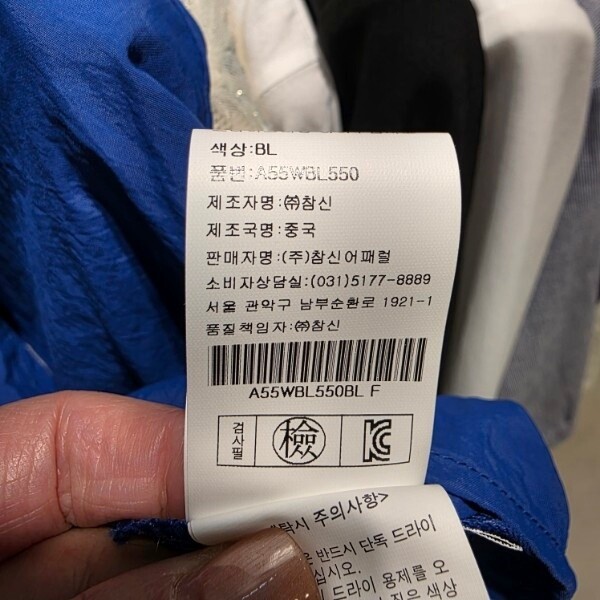 색상:BL
품번:A55WBL550
제조자명:㈜참신
제조국명:중국
판매자명:(주)참신어패럴
소비자상담실:(031)5177-8889
서울 관악구 남부순환로 1921-1
품질책임자:㈜참신
A55WBL550BL F
검사필
檢
KC
주의사항>
반드시 단독 드라이
십시오.
드라이 용제를 오
색상